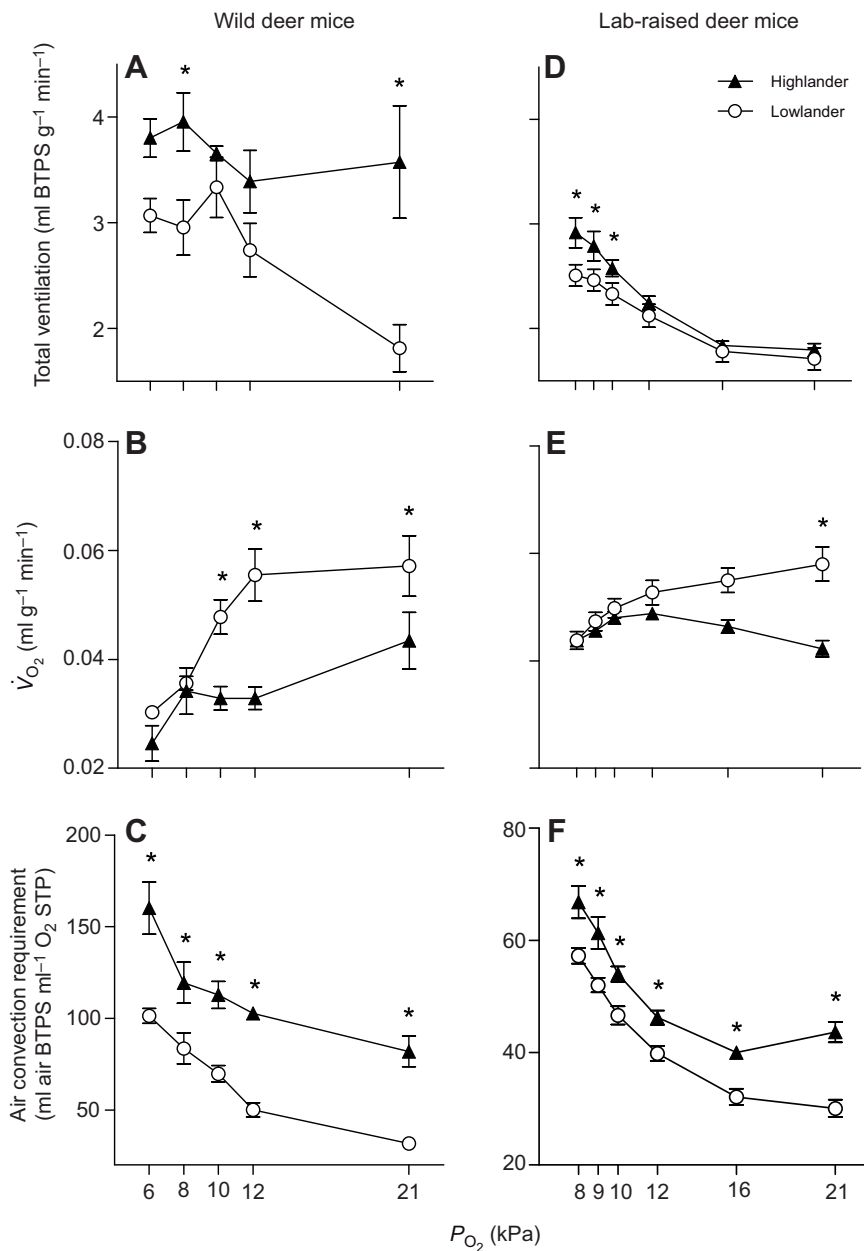 Wild deer mice
Lab-raised deer mice
A
*
*
D
Highlander
Lowlander
* * *
Total ventilation (ml BTPS g−1 min−1)
4
3
2
B
*
*
*
E
*
V̇O2 (ml g−1 min−1)
0.08
0.06
0.04
0.02
C
*
*
*
*
*
F
*
*
*
*
*
*
Air convection requirement
(ml air BTPS ml−1 O2 STP)
200
150
100
50
80
60
40
20
6 8 10 12 21
8 9 10 12 16 21
PO2 (kPa)